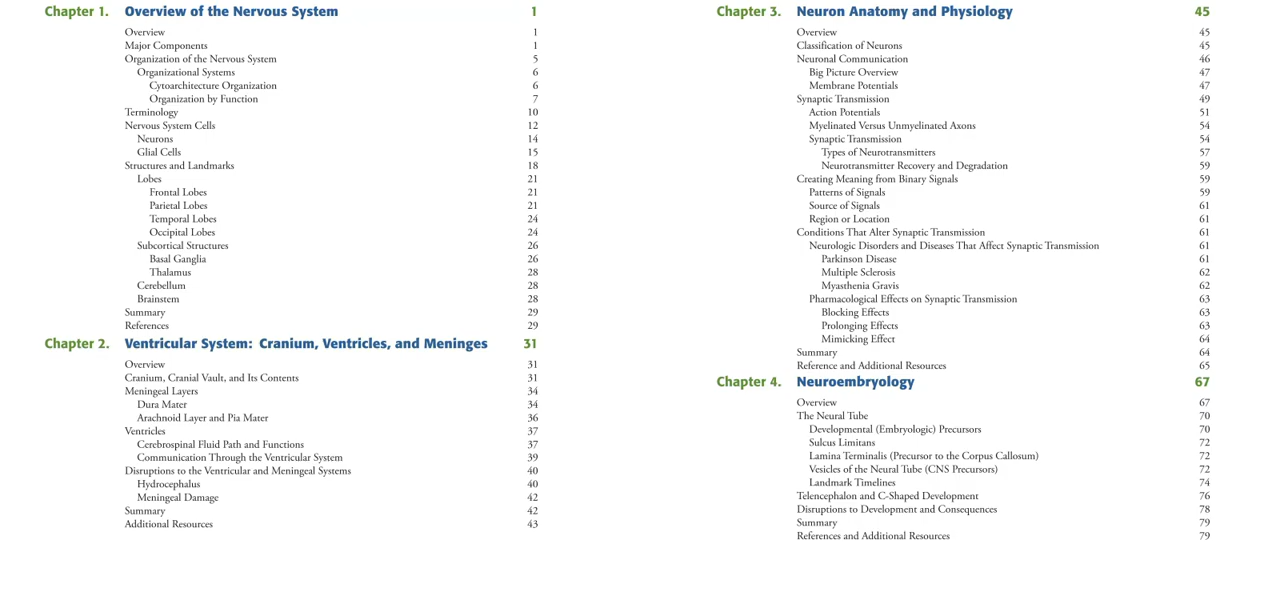 Chapter 1. Overview of the Nervous System 1
Overview 1
Major Components 1
Organization of the Nervous System 5
Organizational Systems 6
Cytoarchitecture Organization 6
Organization by Function 7
Terminology 10
Nervous System Cells 12
Neurons 14
Glial Cells 15
Structures and Landmarks 18
Lobes 21
Frontal Lobes 21
Parietal Lobes 21
Temporal Lobes 24
Occipital Lobes 24
Subcortical Structures 26
Basal Ganglia 26
Thalamus 28
Cerebellum 28
Brainstem 28
Summary 29
References 29
Chapter 2. Ventricular System: Cranium, Ventricles, and Meninges 31
Overview 31
Cranium, Cranial Vault, and Its Contents 31
Meningeal Layers 34
Dura Mater 34
Arachnoid Layer and Pia Mater 36
Ventricles 37
Cerebrospinal Fluid Path and Functions 37
Communication Through the Ventricular System 39
Disruptions to the Ventricular and Meningeal Systems 40
Hydrocephalus 40
Meningeal Damage 42
Summary 42
Additional Resources 43
Chapter 3. Neuron Anatomy and Physiology 45
Overview 45
Classification of Neurons 45
Neuronal Communication 46
Big Picture Overview 47
Membrane Potentials 47
Synaptic Transmission 49
Action Potentials 51
Myelinated Versus Unmyelinated Axons 54
Synaptic Transmission 54
Types of Neurotransmitters 57
Neurotransmitter Recovery and Degradation 59
Creating Meaning from Binary Signals 59
Patterns of Signals 59
Source of Signals 61
Region or Location 61
Conditions That Alter Synaptic Transmission 61
Neurologic Disorders and Diseases That Affect Synaptic Transmission 61
Parkinson Disease 61
Multiple Sclerosis 62
Myasthenia Gravis 62
Pharmacological Effects on Synaptic Transmission 63
Blocking Effects 63
Prolonging Effects 63
Mimicking Effect 64
Summary 64
Reference and Additional Resources 65
Chapter 4. Neuroembryology 67
Overview 67
The Neural Tube 70
Developmental (Embryologic) Precursors 70
Sulcus Limitans 72
Lamina Terminalis (Precursor to the Corpus Callosum) 72
Vesicles of the Neural Tube (CNS Precursors) 72
Landmark Timelines 74
Telencephalon and C-Shaped Development 76
Disruptions to Development and Consequences 78
Summary 79
References and Additional Resources 79